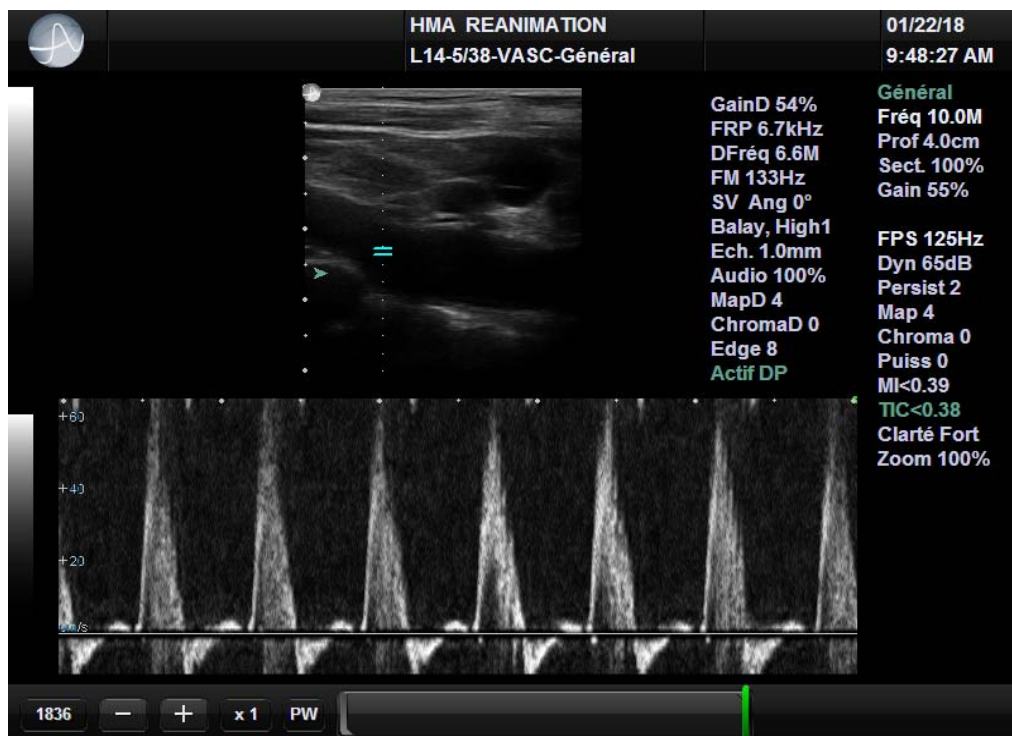 HMA REANIMATION
01/22/18
L14-5/38-VASC-Général
9:48:27 AM
GainD 54%
FRP 6.7kHz
DFréq 6.6M
FM 133Hz
SV Ang 0°
Balay, High1
Ech. 1.0mm
Audio 100%
MapD 4
ChromaD 0
Edge 8
Actif DP
Général
Fréq 10.0M
Prof 4.0cm
Sect. 100%
Gain 55%
FPS 125Hz
Dyn 65dB
Persist 2
Map 4
Chroma 0
Puiss 0
MI<0.39
TIC<0.38
Clarté Fort
Zoom 100%
+60
+40
+20
cm/s
1836
x 1
PW